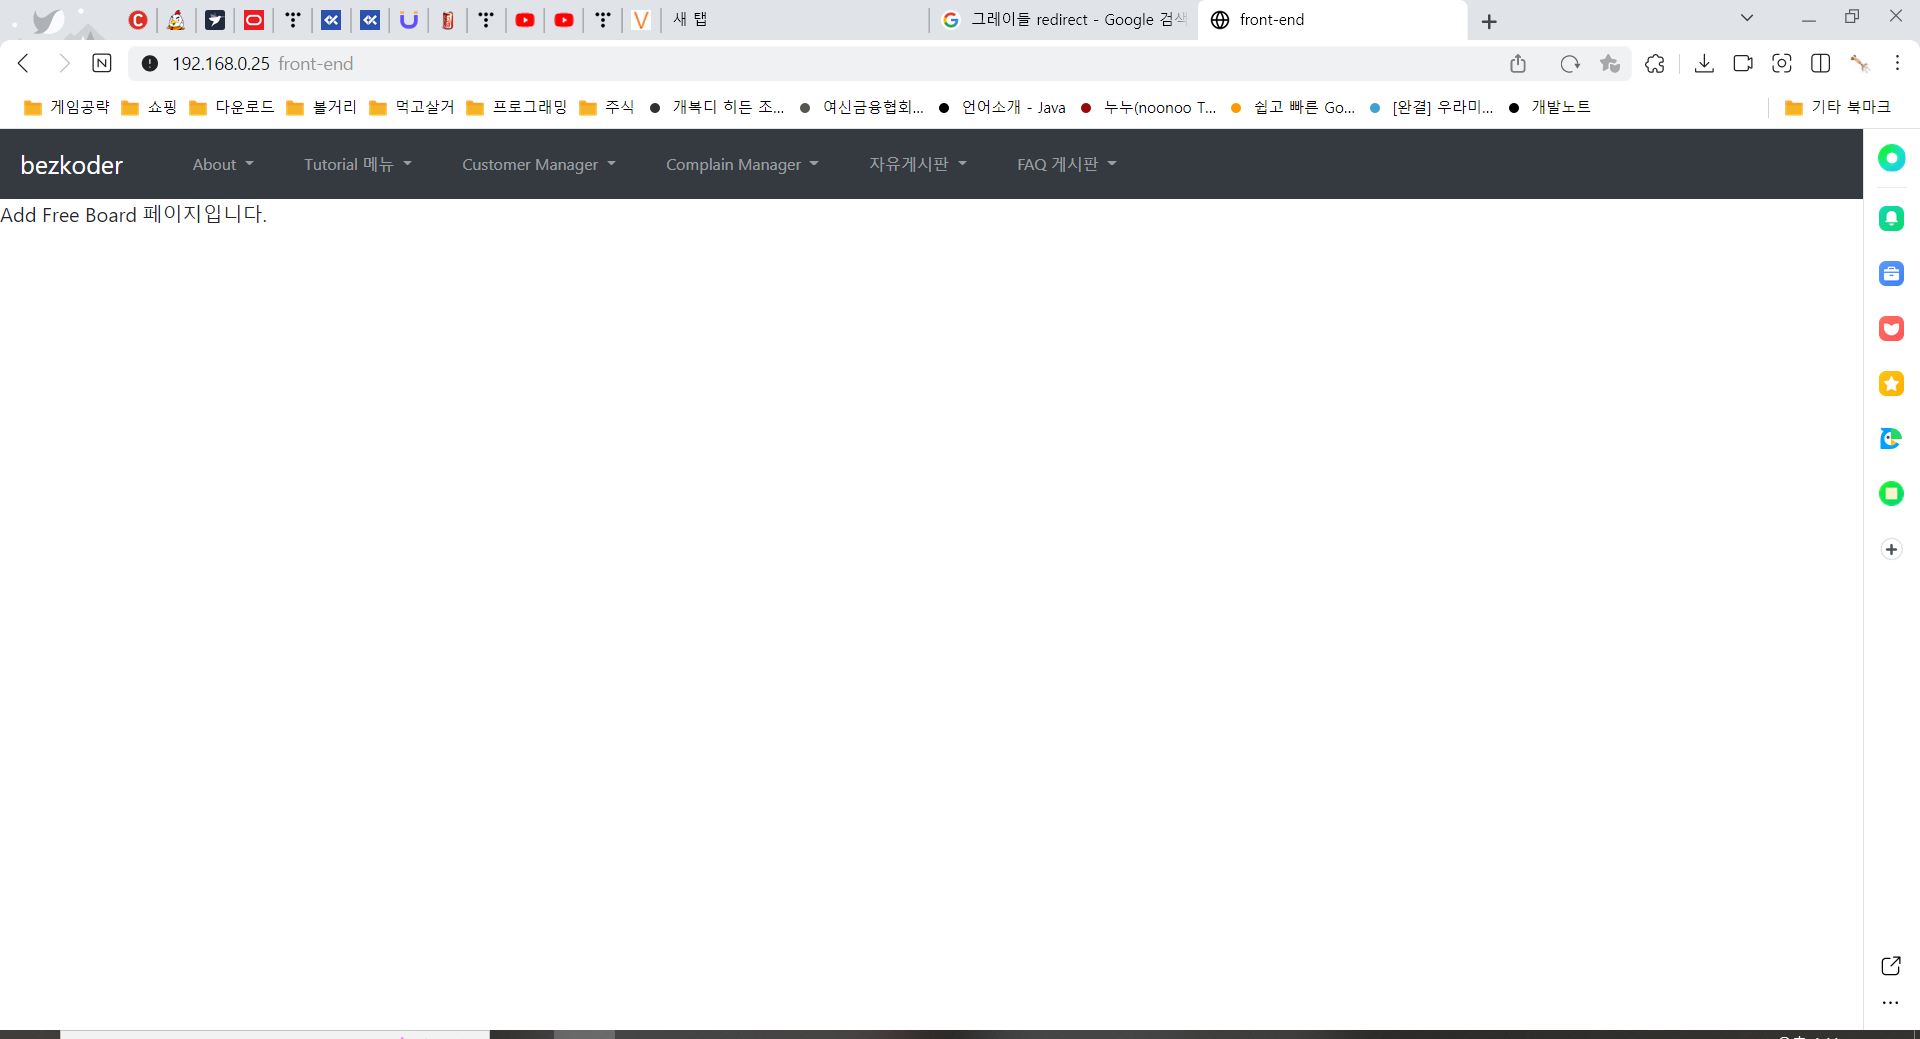 새 탭
그레이들 redirect - Google 검색
front-end
192.168.0.25 front-end
게임공략 쇼핑 다운로드 볼거리 먹고살거 프로그래밍 주식 개복디 히든 조... 여신금융협회... 언어소개 - Java 누누(noonoo T... 쉽고 빠른 Go... [완결] 우라미... 개발노트 기타 북마크
bezkoder About Tutorial 메뉴 Customer Manager Complain Manager 자유게시판 FAQ 게시판
Add Free Board 페이지입니다.